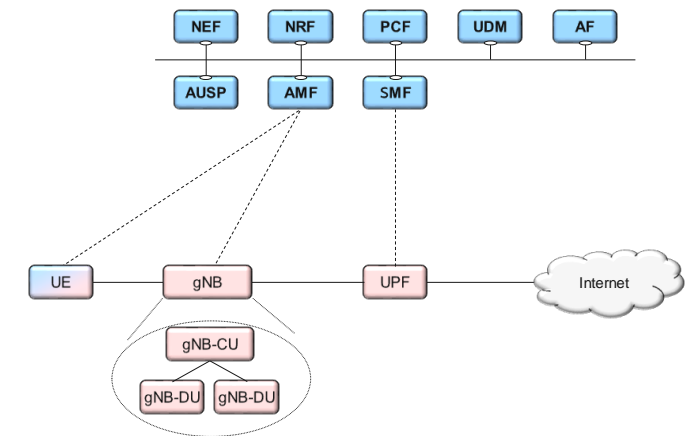 NEF NRF PCF UDM AF
AUSP AMF SMF
UE gNB UPF Internet
gNB-CU
gNB-DU gNB-DU